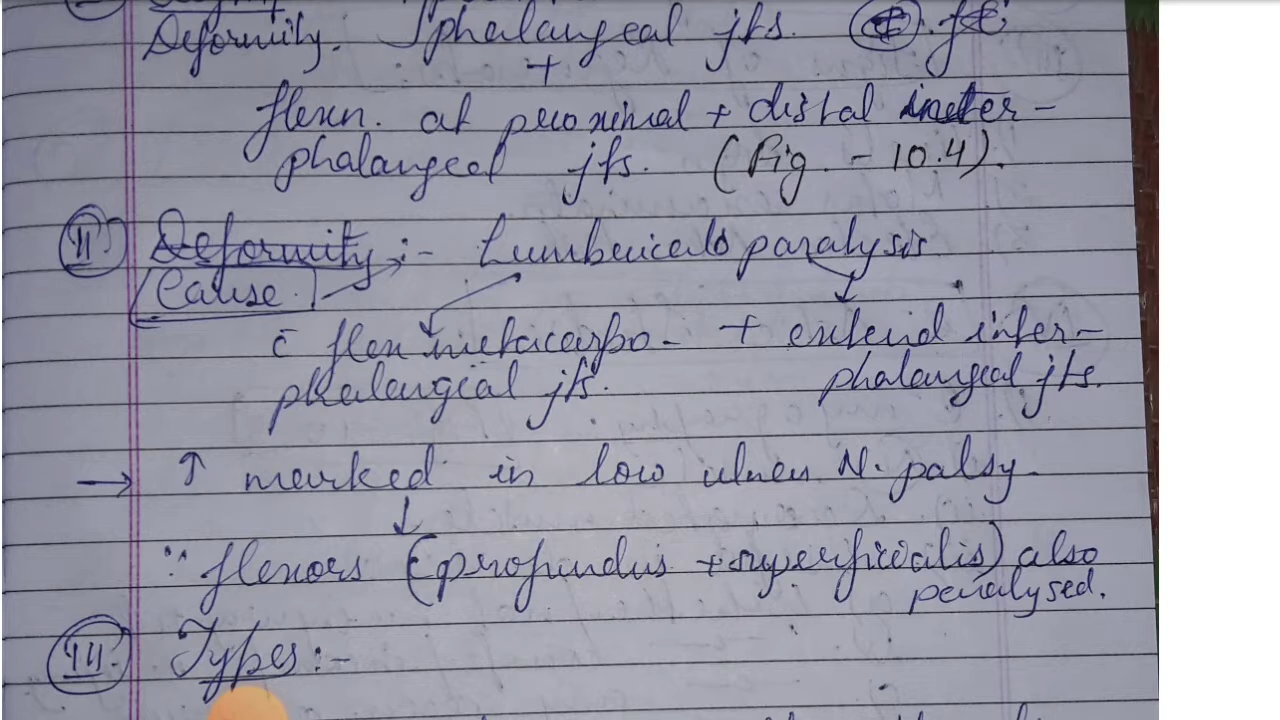 Deformity. phalangeal jts.
+
flexn. at proximal + distal inter-
phalangeal jts. (Fig. - 10.4).
II Deformity :- Lumbricals paralysis.
Cause.
c̄ flex metacarpo- + extend inter-
phalangeal jts. phalangeal jts.
→ ↑ marked in low ulnar N. palsy.
↓
∵ flexors (profundus + superficialis) also
paralysed.
III. Types :-